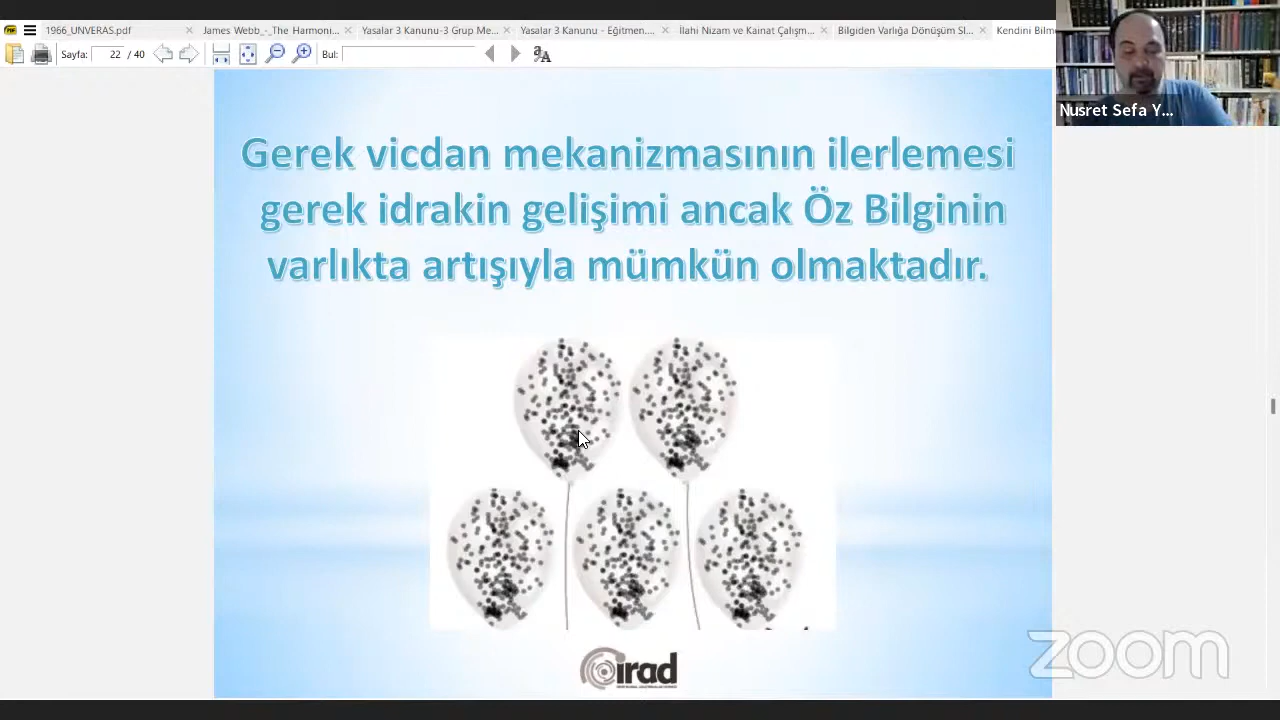 1966_UNVERAS.pdf
James Webb_-_The Harmoni...
Yasalar 3 Kanunu-3 Grup Me...
Yasalar 3 Kanunu - Eğitmen....
İlahi Nizam ve Kainat Çalışm...
Bilgiden Varlığa Dönüşüm Sl...
Kendini Bilm
Sayfa: 22 / 40
Bul:
Nusret Sefa Y...
Gerek vicdan mekanizmasının ilerlemesi
gerek idrakin gelişimi ancak Öz Bilginin
varlıkta artışıyla mümkün olmaktadır.
irad
zoom